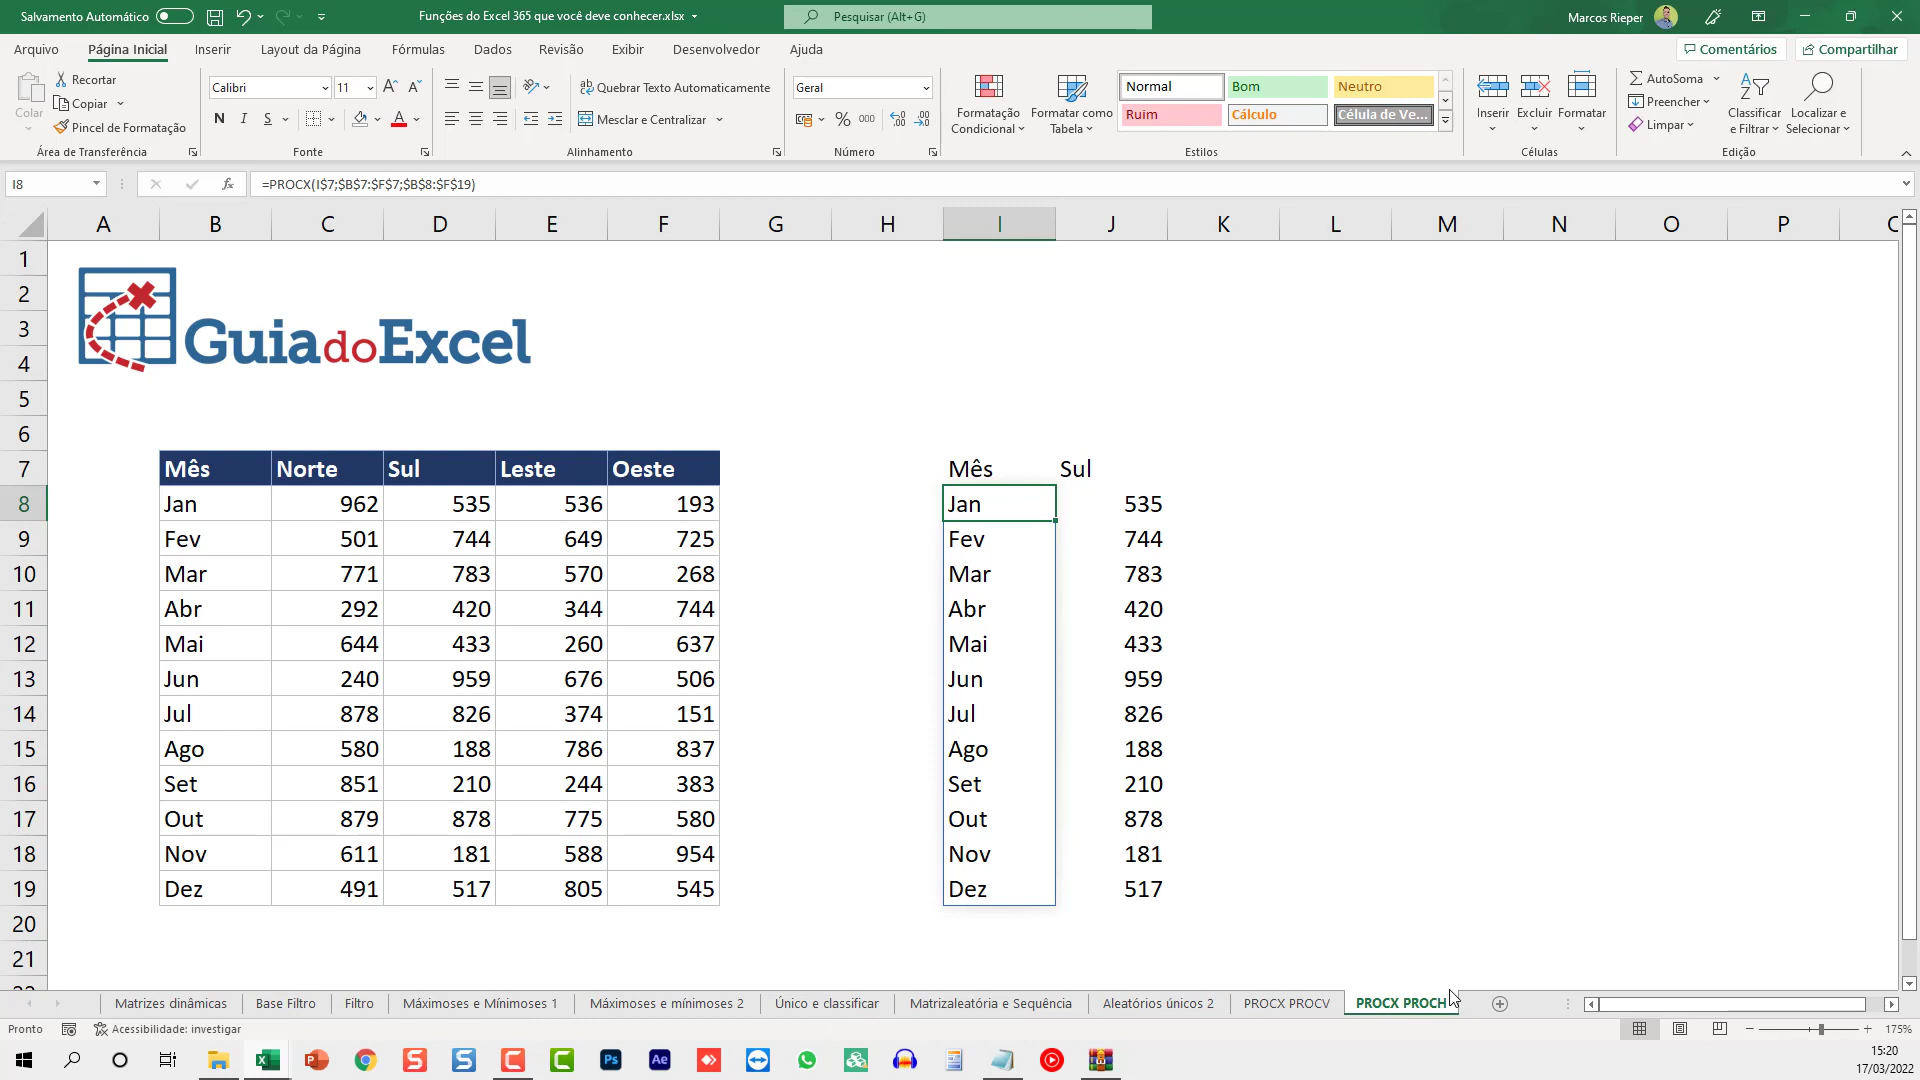 Salvamento Automático
Funções do Excel 365 que você deve conhecer.xlsx
Pesquisar (Alt+G)
Marcos Rieper
Arquivo Página Inicial Inserir Layout da Página Fórmulas Dados Revisão Exibir Desenvolvedor Ajuda
Comentários Compartilhar
Colar
Recortar
Copiar
Pincel de Formatação
Área de Transferência
Calibri 11
N I S
Fonte
Quebrar Texto Automaticamente
Mesclar e Centralizar
Alinhamento
Geral
% 000
Número
Formatação Condicional
Formatar como Tabela
Normal Bom Neutro
Ruim Cálculo Célula de Ve...
Estilos
Inserir Excluir Formatar
Células
AutoSoma
Preencher
Limpar
Classificar e Filtrar
Localizar e Selecionar
Edição
I8 fx =PROCX(I$7;$B$7:$F$7;$B$8:$F$19)
A B C D E F G H I J K L M N O P
1
2
3
4
GuiadoExcel
5
6
7 Mês Norte Sul Leste Oeste Mês Sul
8 Jan 962 535 536 193 Jan 535
9 Fev 501 744 649 725 Fev 744
10 Mar 771 783 570 268 Mar 783
11 Abr 292 420 344 744 Abr 420
12 Mai 644 433 260 637 Mai 433
13 Jun 240 959 676 506 Jun 959
14 Jul 878 826 374 151 Jul 826
15 Ago 580 188 786 837 Ago 188
16 Set 851 210 244 383 Set 210
17 Out 879 878 775 580 Out 878
18 Nov 611 181 588 954 Nov 181
19 Dez 491 517 805 545 Dez 517
20
21
Matrizes dinâmicas Base Filtro Filtro Máximoses e Mínimoses 1 Máximoses e mínimoses 2 Único e classificar Matrizaleatória e Sequência Aleatórios únicos 2 PROCX PROCV PROCX PROCH
Pronto Acessibilidade: investigar 175%
15:20
17/03/2022